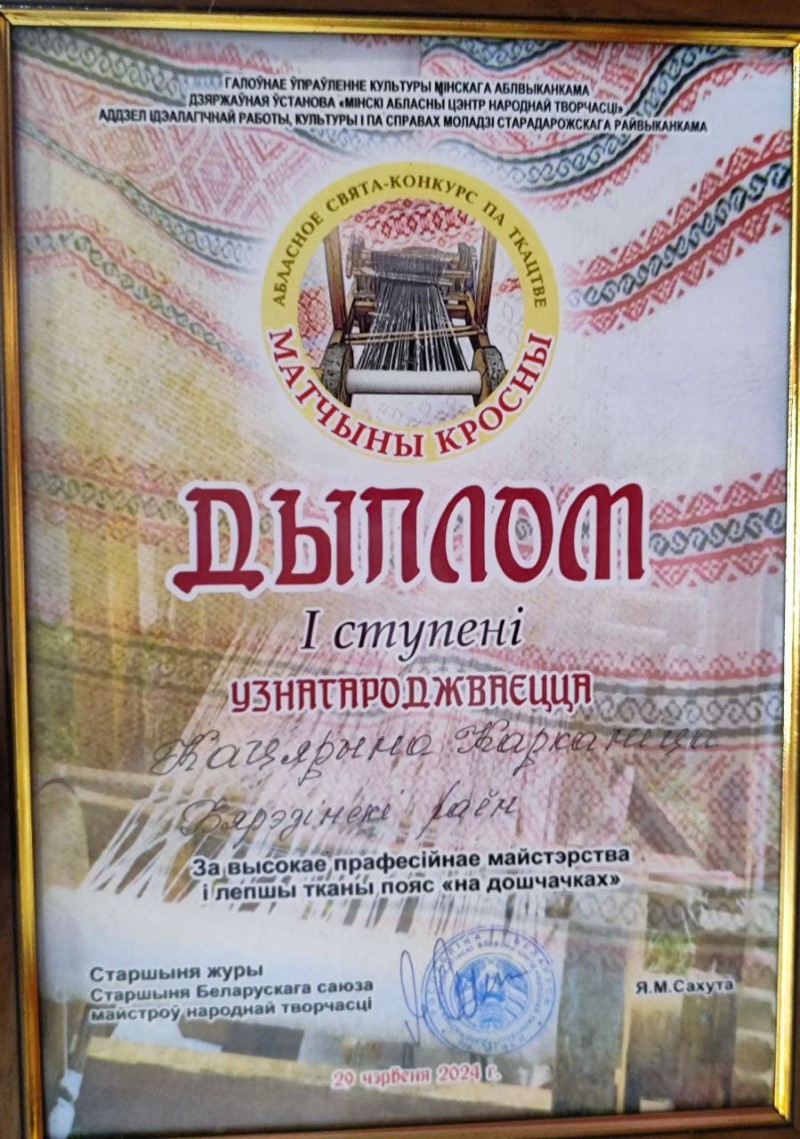 ГАЛОЎНАЕ ЎПРАЎЛЕННЕ КУЛЬТУРЫ МІНСКАГА АБЛВЫКАНКАМА
ДЗЯРЖАЎНАЯ ЎСТАНОВА «МІНСКІ АБЛАСНЫ ЦЭНТР НАРОДНАЙ ТВОРЧАСЦІ»
АДДЗЕЛ ІДЭАЛАГІЧНАЙ РАБОТЫ, КУЛЬТУРЫ І ПА СПРАВАХ МОЛАДЗІ СТАРАДАРОЖСКАГА РАЙВЫКАНКАМА
АБЛАСНОЕ СВЯТА-КОНКУРС ПА ТКАЦТВЕ
МАТЧЫНЫ КРОСНЫ
ДЫПЛОМ
І ступені
УЗНАГАРОДЖВАЕЦЦА
Кацярына
Бярэзінскі раён
За высокае прафесійнае майстэрства
і лепшы тканы пояс «на дошчачках»
Старшыня журы
Старшыня Беларускага саюза
майстроў народнай творчасці
Я.М.Сахута
29 чэрвеня 2024 г.